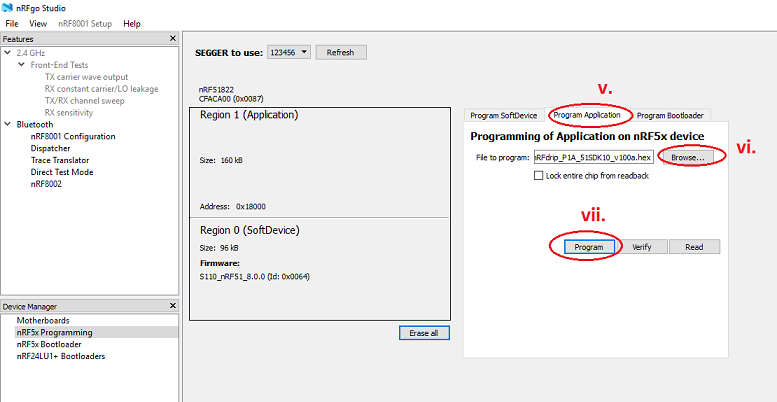 nRFgo Studio
File View nRF8001 Setup Help
Features
2.4 GHz
Front-End Tests
TX carrier wave output
RX constant carrier/LO leakage
TX/RX channel sweep
RX sensitivity
Bluetooth
nRF8001 Configuration
Dispatcher
Trace Translator
Direct Test Mode
nRF8002
Device Manager
Motherboards
nRF5x Programming
nRF5x Bootloader
nRF24LU1+ Bootloaders
SEGGER to use: 123456 Refresh
nRF51822
CFACA00 (0x0087)
Region 1 (Application)
Size: 160 kB
Address: 0x18000
Region 0 (SoftDevice)
Size: 96 kB
Firmware:
S110_nRF51_8.0.0 (Id: 0x0064)
Erase all
v.
Program SoftDevice Program Application Program Bootloader
Programming of Application on nRF5x device
File to program: nRFdrip_P1A_51SDK10_v100a.hex Browse... vi.
Lock entire chip from readback
vii.
Program Verify Read